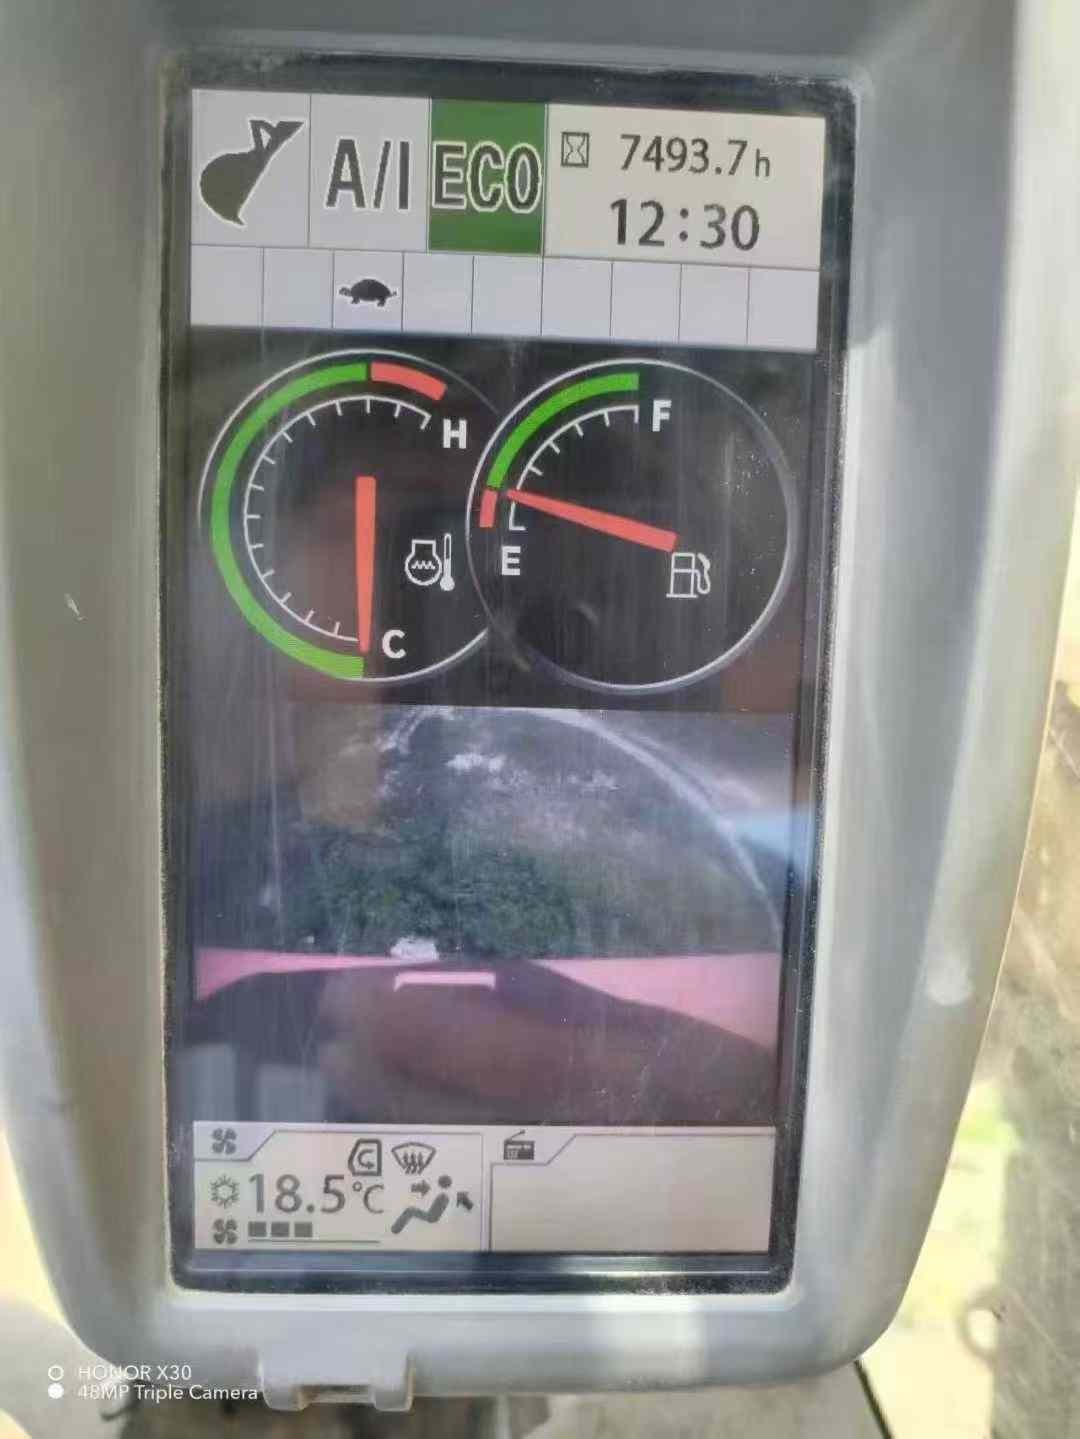 A/I
ECO
7493.7h
12:30
H
F
E
C
18.5°C
HONOR X30
48MP Triple Camera